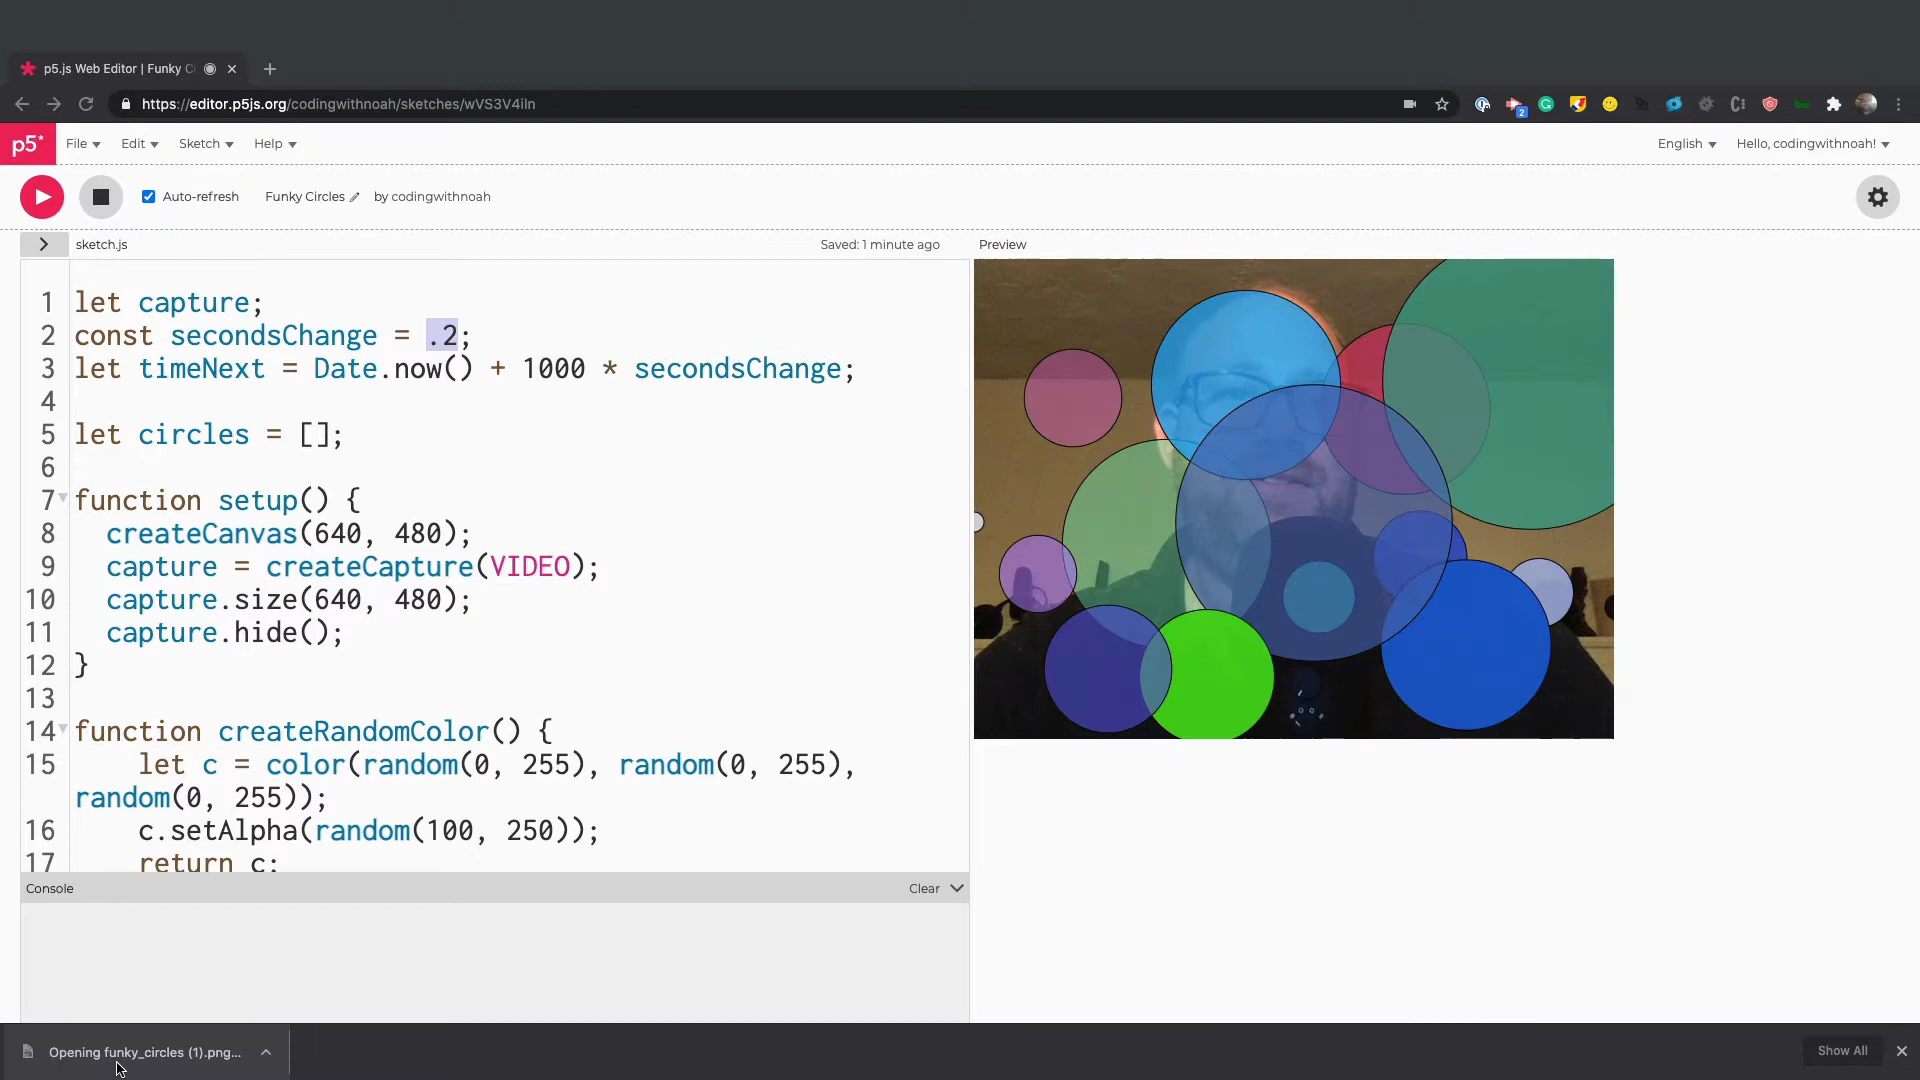 p5.js Web Editor | Funky Ci
https://editor.p5js.org/codingwithnoah/sketches/wVS3V4iln
2
p5* File Edit Sketch Help English Hello, codingwithnoah!
Auto-refresh Funky Circles by codingwithnoah
sketch.js Saved: 1 minute ago Preview
1 let capture;
2 const secondsChange = .2;
3 let timeNext = Date.now() + 1000 * secondsChange;
4
5 let circles = [];
6
7 function setup() {
8 createCanvas(640, 480);
9 capture = createCapture(VIDEO);
10 capture.size(640, 480);
11 capture.hide();
12 }
13
14 function createRandomColor() {
15 let c = color(random(0, 255), random(0, 255),
random(0, 255));
16 c.setAlpha(random(100, 250));
17 return c;
Console Clear
Opening funky_circles (1).png... Show All